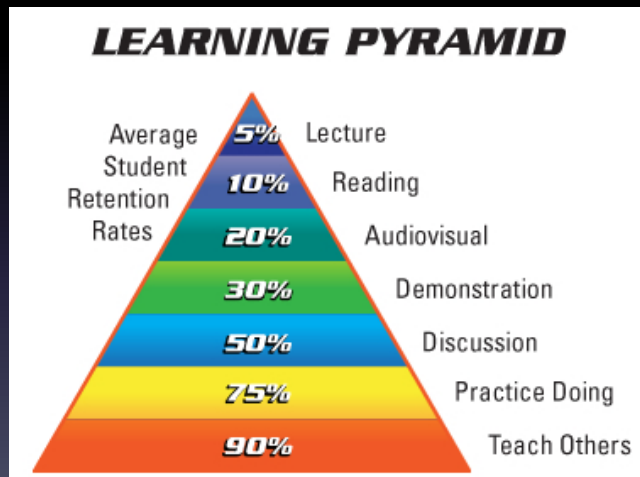 LEARNING PYRAMID
Average
Student
Retention
Rates
5% Lecture
10% Reading
20% Audiovisual
30% Demonstration
50% Discussion
75% Practice Doing
90% Teach Others